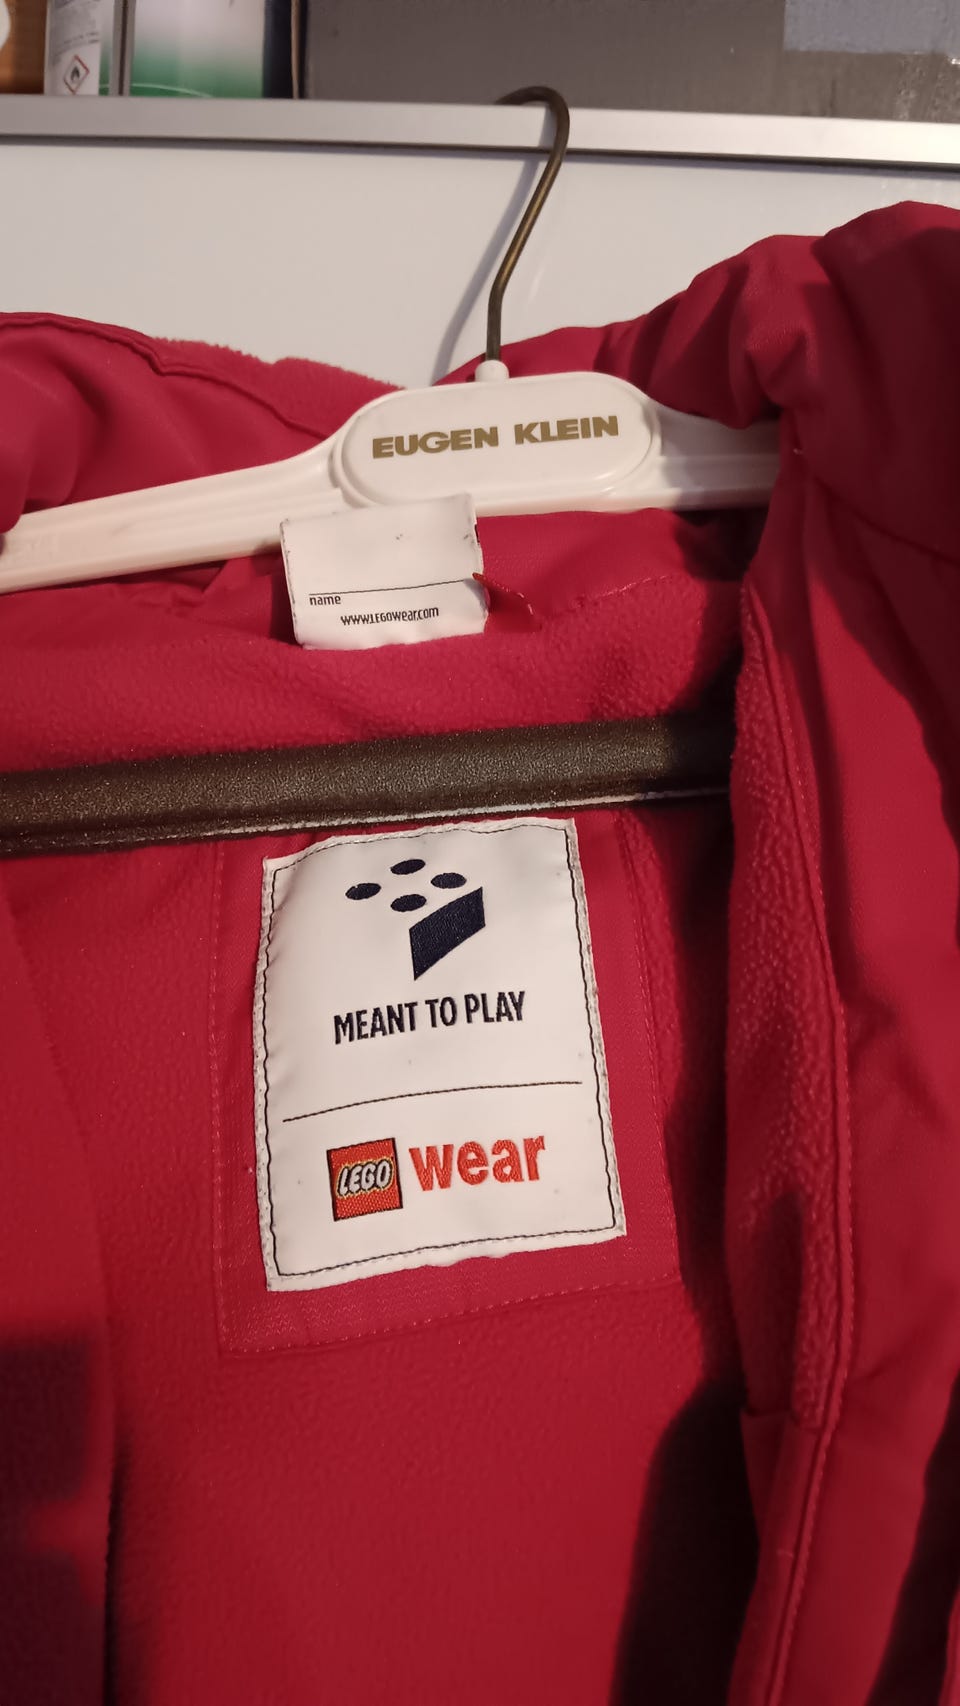 EUGEN KLEIN
name
www.LEGOwear.com
MEANT TO PLAY
LEGO wear